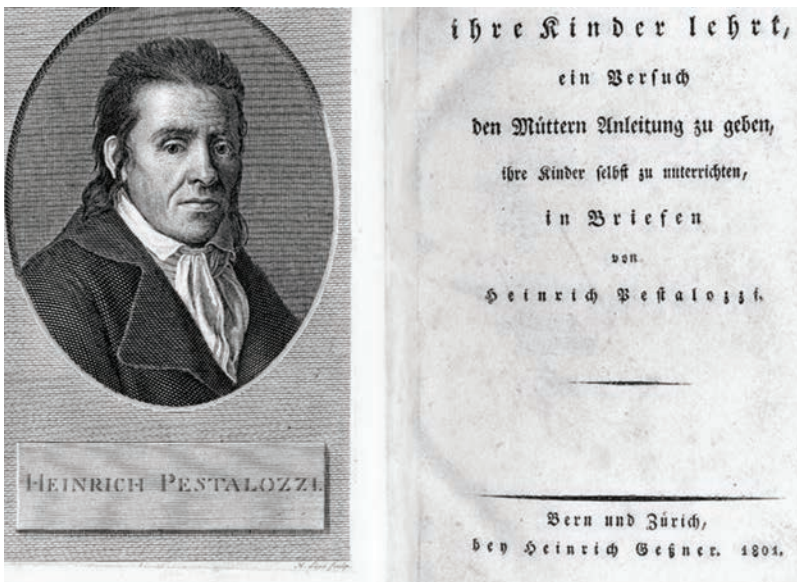 HEINRICH PESTALOZZI.
ihre Kinder lehrt,
ein Versuch
den Müttern Anleitung zu geben,
ihre Kinder selbst zu unterrichten,
in Briefen
von
Heinrich Pestalozzi.
Bern und Zürich,
bey Heinrich Geßner. 1801.